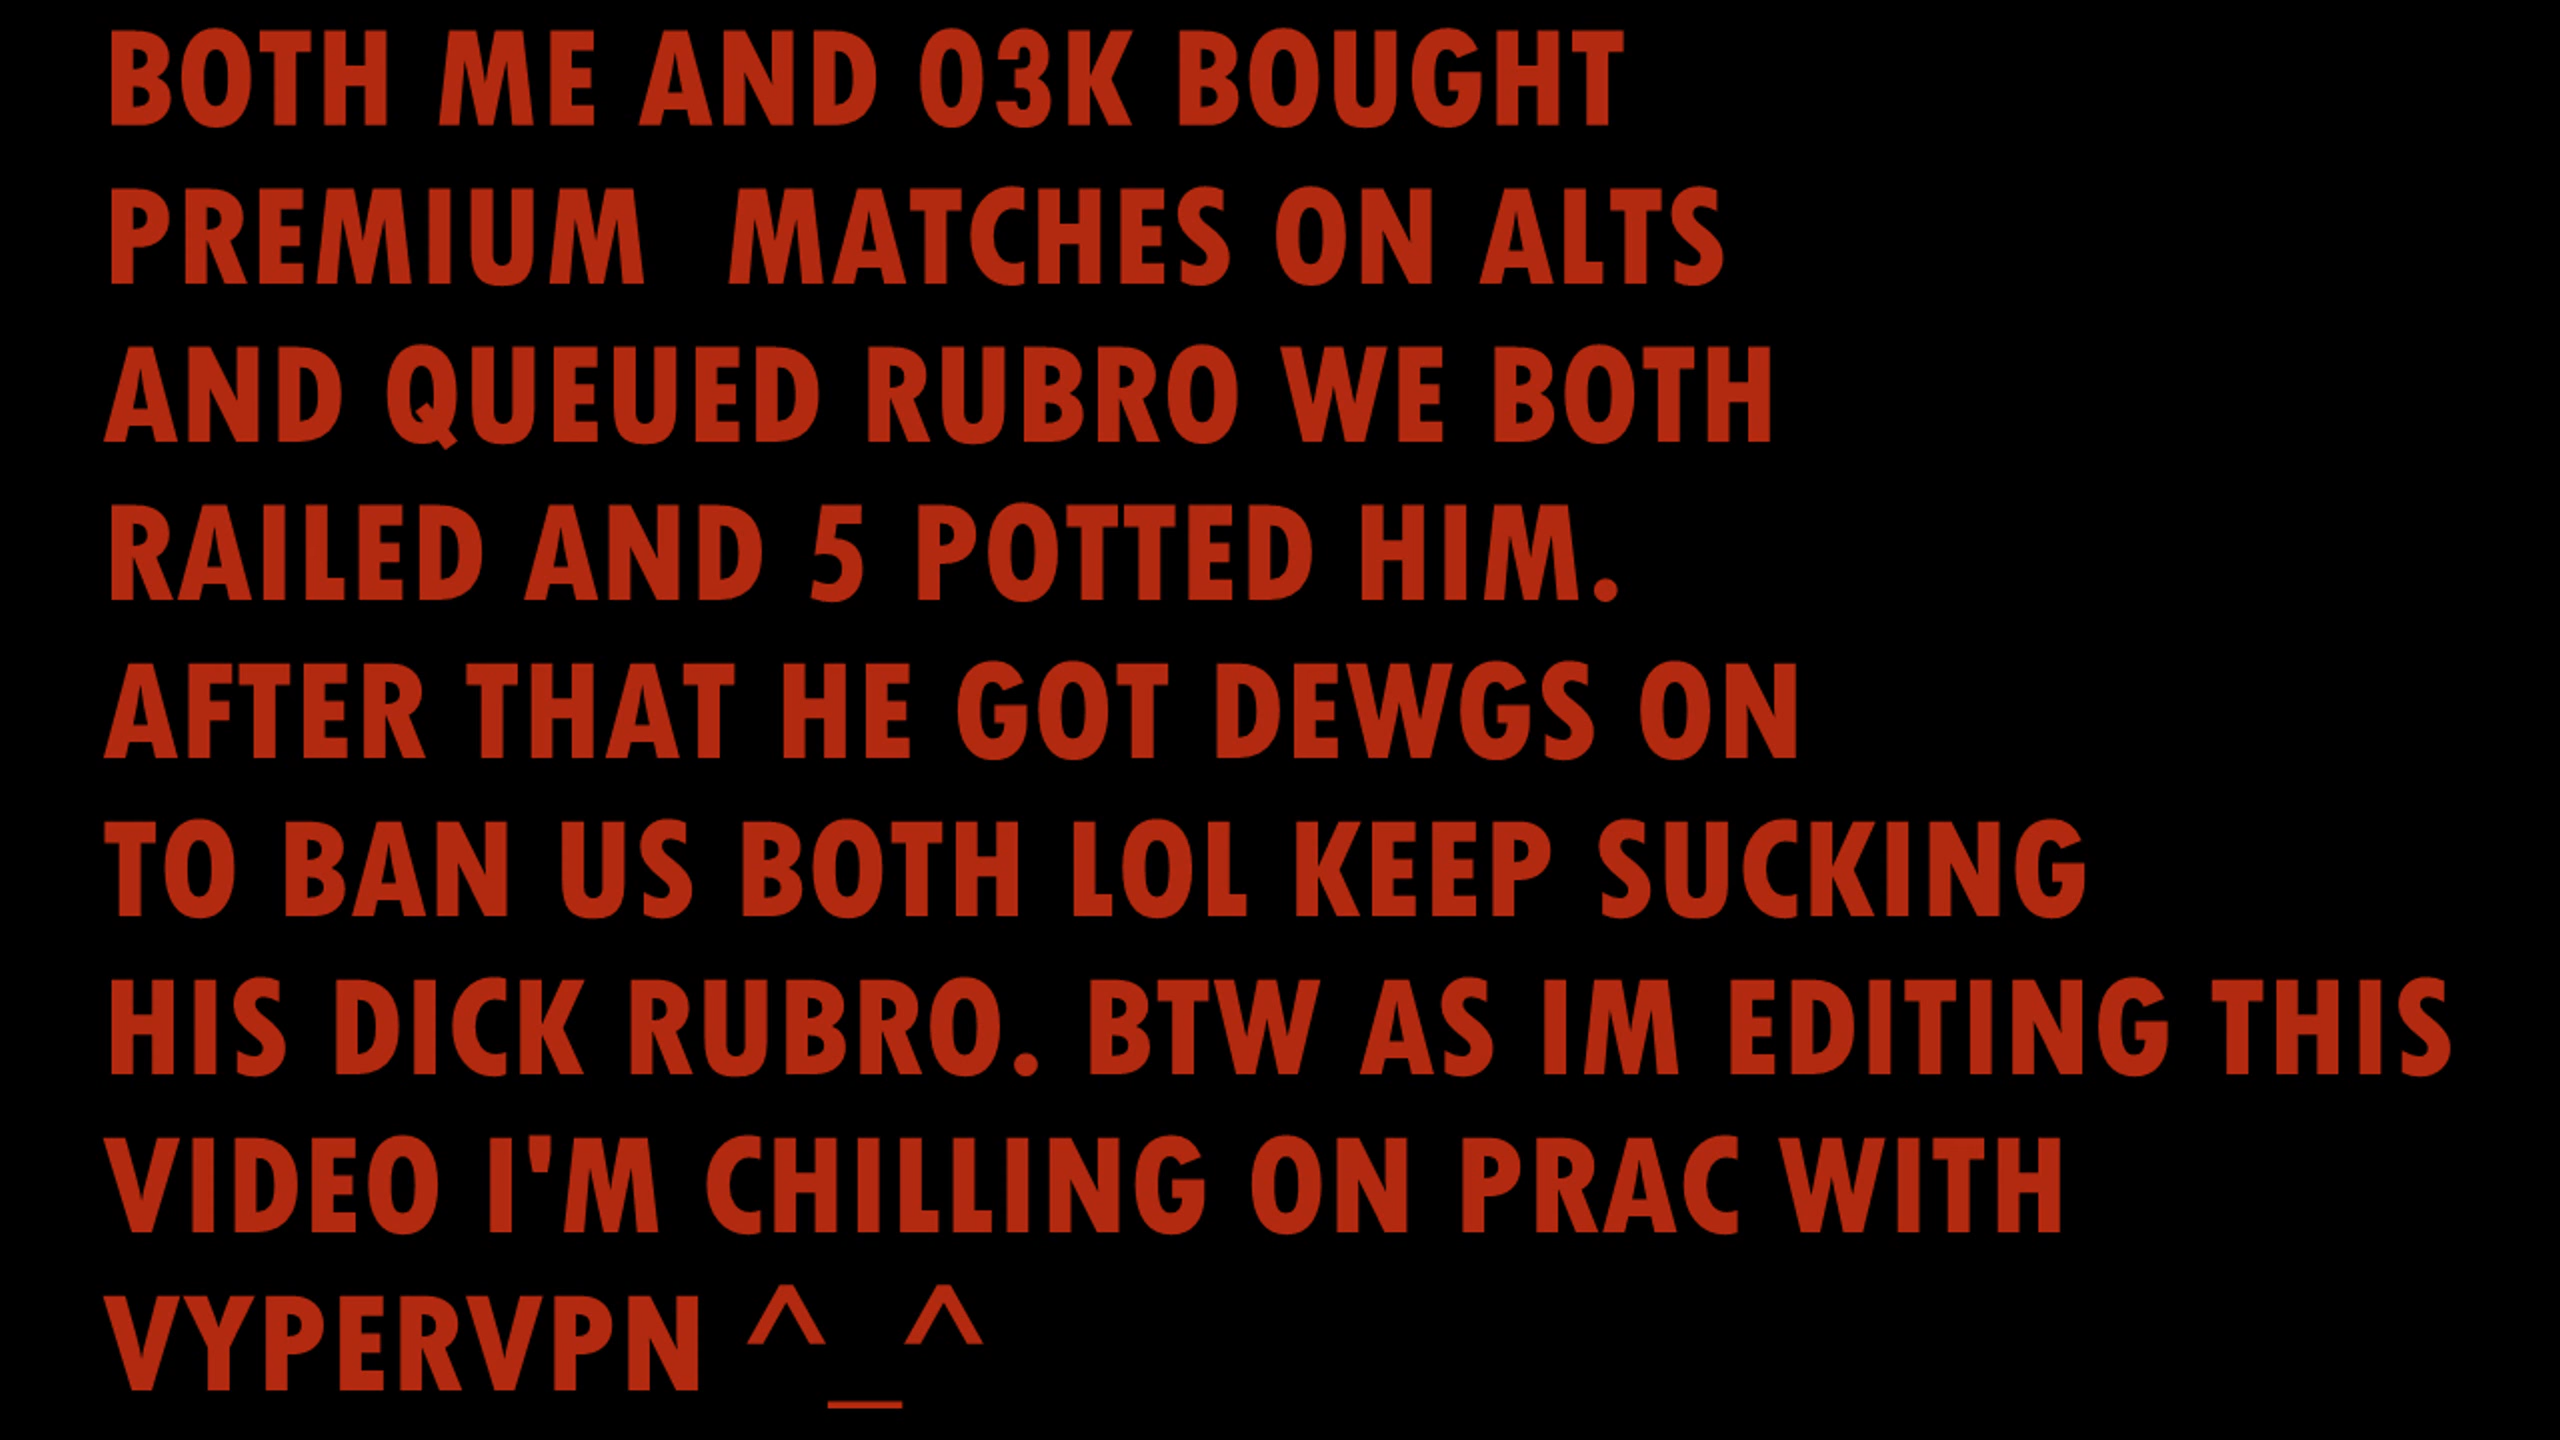 BOTH ME AND 03K BOUGHT
PREMIUM  MATCHES ON ALTS
AND QUEUED RUBRO WE BOTH
RAILED AND 5 POTTED HIM.
AFTER THAT HE GOT DEWGS ON
TO BAN US BOTH LOL KEEP SUCKING
HIS DICK RUBRO. BTW AS IM EDITING THIS
VIDEO I'M CHILLING ON PRAC WITH
VYPERVPN ^_^